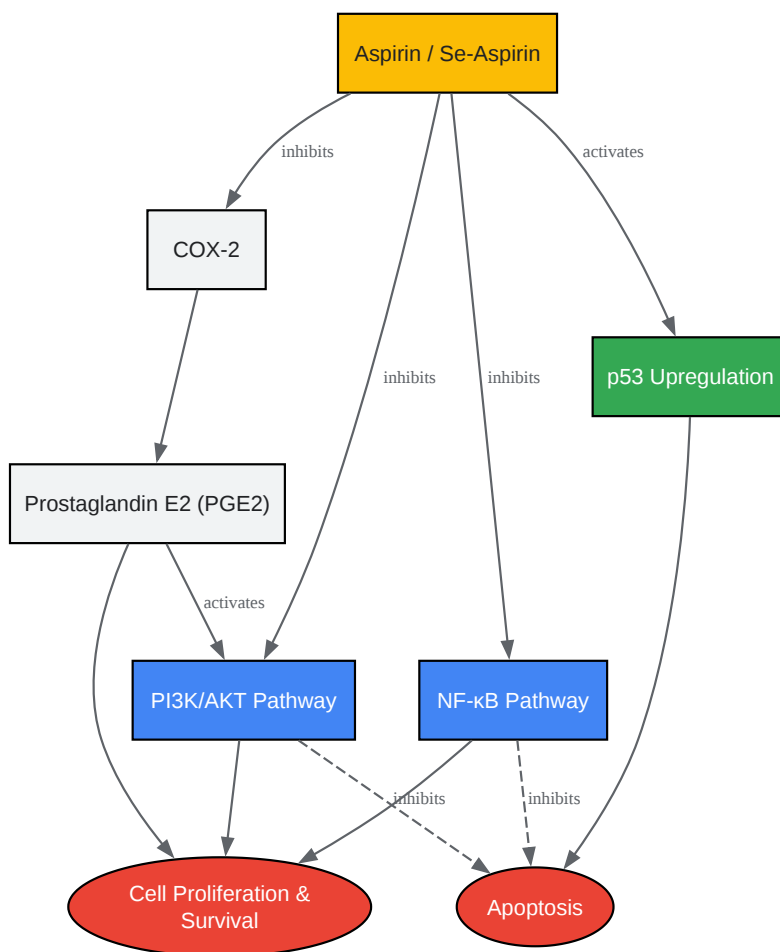 Aspirin / Se-Aspirin
inhibits
activates
COX-2
inhibits
inhibits
p53 Upregulation
Prostaglandin E2 (PGE2)
activates
PI3K/AKT Pathway
NF-κB Pathway
inhibits
inhibits
Cell Proliferation &
Survival
Apoptosis